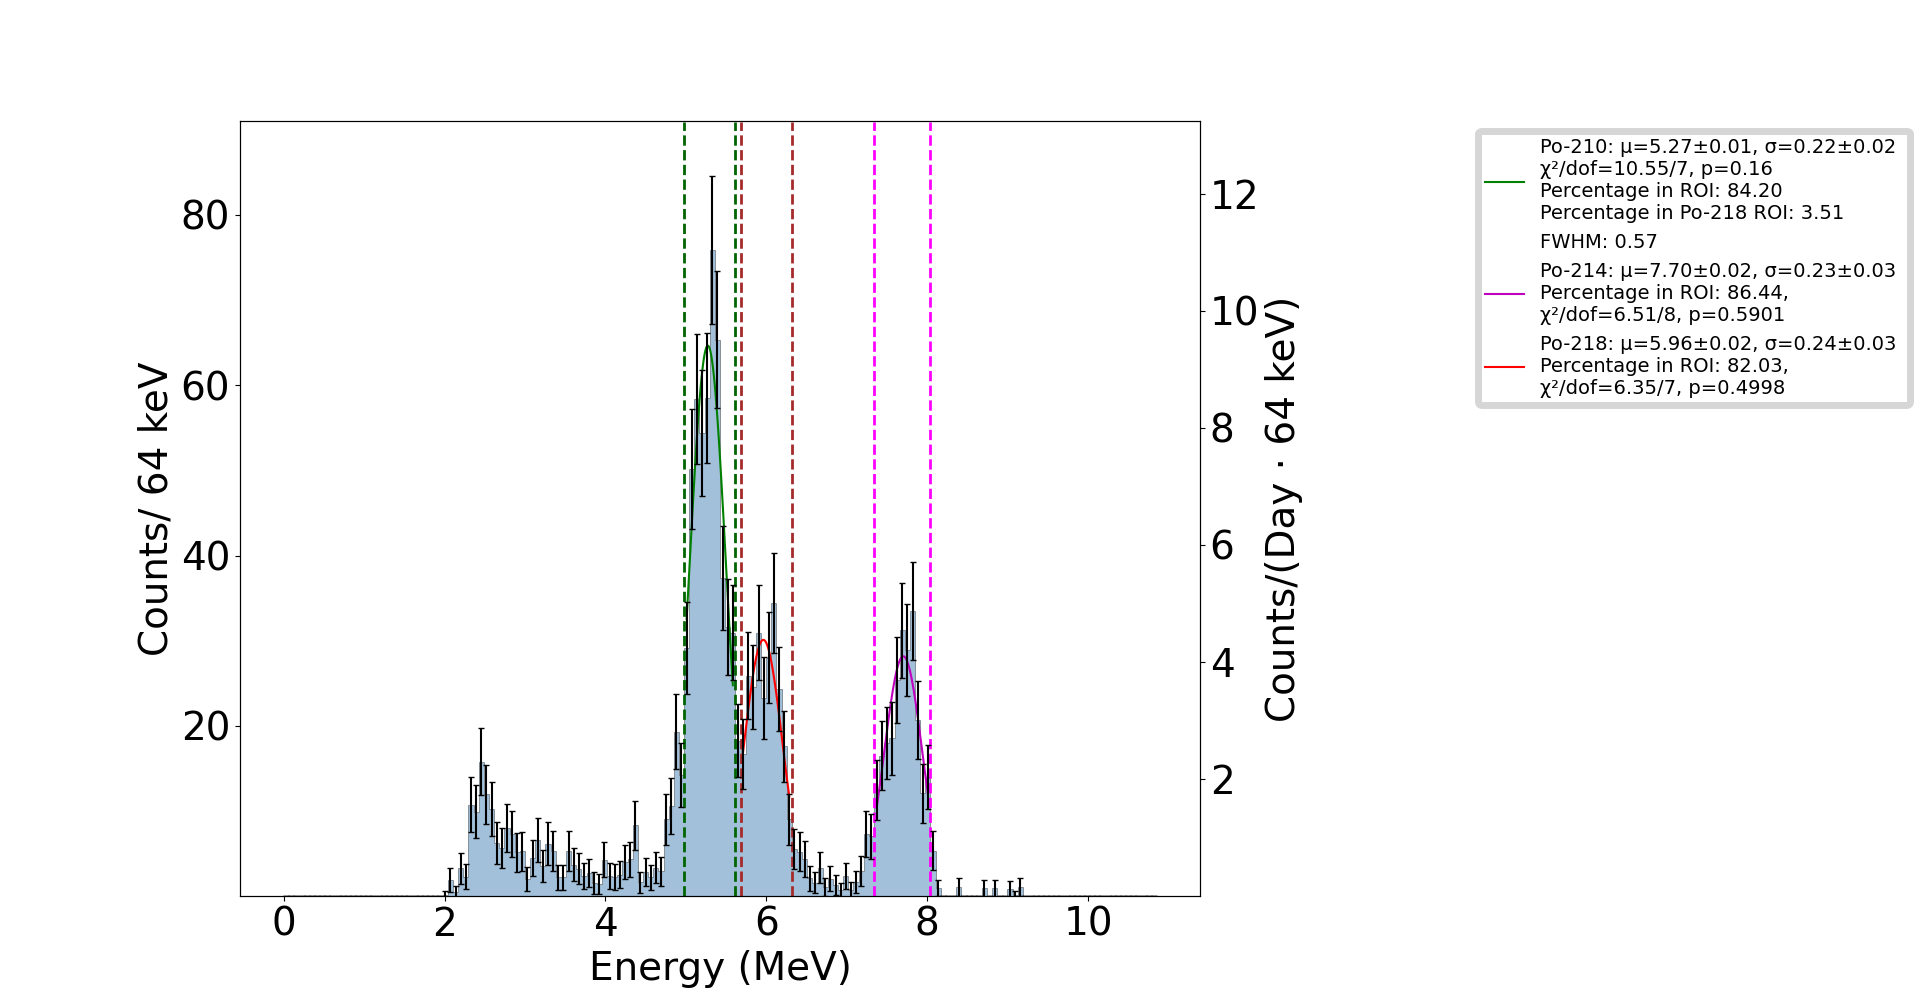 Counts/ 64 keV
80
60
40
20
12
10
8
6
4
2
Counts/(Day · 64 keV)
0 2 4 6 8 10
Energy (MeV)
Po-210: μ=5.27±0.01, σ=0.22±0.02
χ²/dof=10.55/7, p=0.16
Percentage in ROI: 84.20
Percentage in Po-218 ROI: 3.51
FWHM: 0.57
Po-214: μ=7.70±0.02, σ=0.23±0.03
Percentage in ROI: 86.44,
χ²/dof=6.51/8, p=0.5901
Po-218: μ=5.96±0.02, σ=0.24±0.03
Percentage in ROI: 82.03,
χ²/dof=6.35/7, p=0.4998